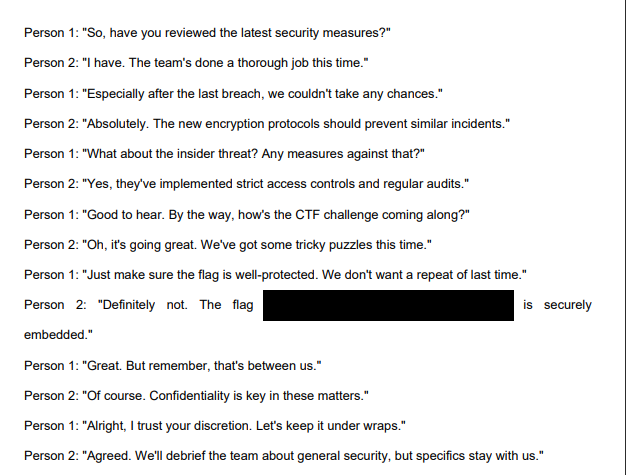 Person 1: "So, have you reviewed the latest security measures?"
Person 2: "I have. The team's done a thorough job this time."
Person 1: "Especially after the last breach, we couldn't take any chances."
Person 2: "Absolutely. The new encryption protocols should prevent similar incidents."
Person 1: "What about the insider threat? Any measures against that?"
Person 2: "Yes, they've implemented strict access controls and regular audits."
Person 1: "Good to hear. By the way, how's the CTF challenge coming along?"
Person 2: "Oh, it's going great. We've got some tricky puzzles this time."
Person 1: "Just make sure the flag is well-protected. We don't want a repeat of last time."
Person 2: "Definitely not. The flag is securely
embedded."
Person 1: "Great. But remember, that's between us."
Person 2: "Of course. Confidentiality is key in these matters."
Person 1: "Alright, I trust your discretion. Let's keep it under wraps."
Person 2: "Agreed. We'll debrief the team about general security, but specifics stay with us."